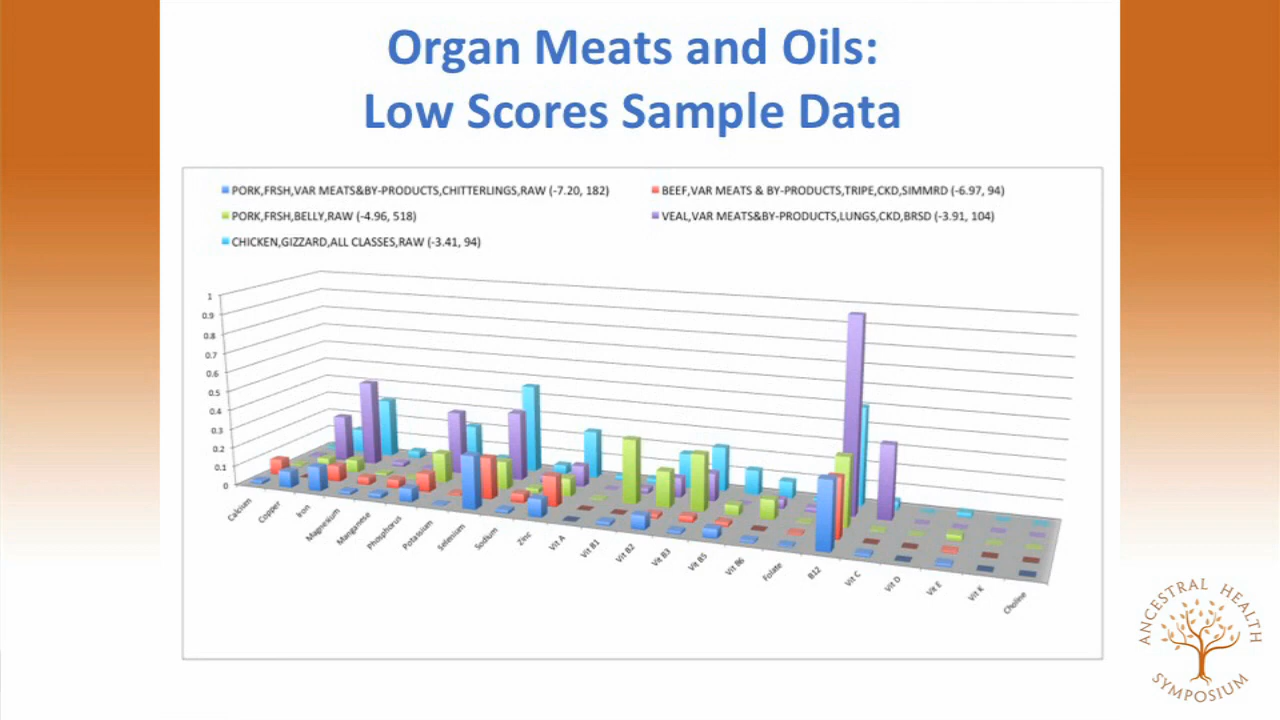 Organ Meats and Oils:
Low Scores Sample Data
PORK,FRSH,VAR MEATS&BY-PRODUCTS,CHITTERLINGS,RAW (-7.20, 182)
BEEF,VAR MEATS & BY-PRODUCTS,TRIPE,CKD,SIMMRD (-6.97, 94)
PORK,FRSH,BELLY,RAW (-4.96, 518)
VEAL,VAR MEATS&BY-PRODUCTS,LUNGS,CKD,BRSD (-3.91, 104)
CHICKEN,GIZZARD,ALL CLASSES,RAW (-3.41, 94)
1
0.9
0.8
0.7
0.6
0.5
0.4
0.3
0.2
0.1
0
Calcium
Copper
Iron
Magnesium
Manganese
Phosphorus
Potassium
Selenium
Sodium
Zinc
Vit A
Vit B1
Vit B2
Vit B3
Vit B5
Vit B6
Folate
B12
Vit C
Vit D
Vit E
Vit K
Choline
ANCESTRAL HEALTH
SYMPOSIUM